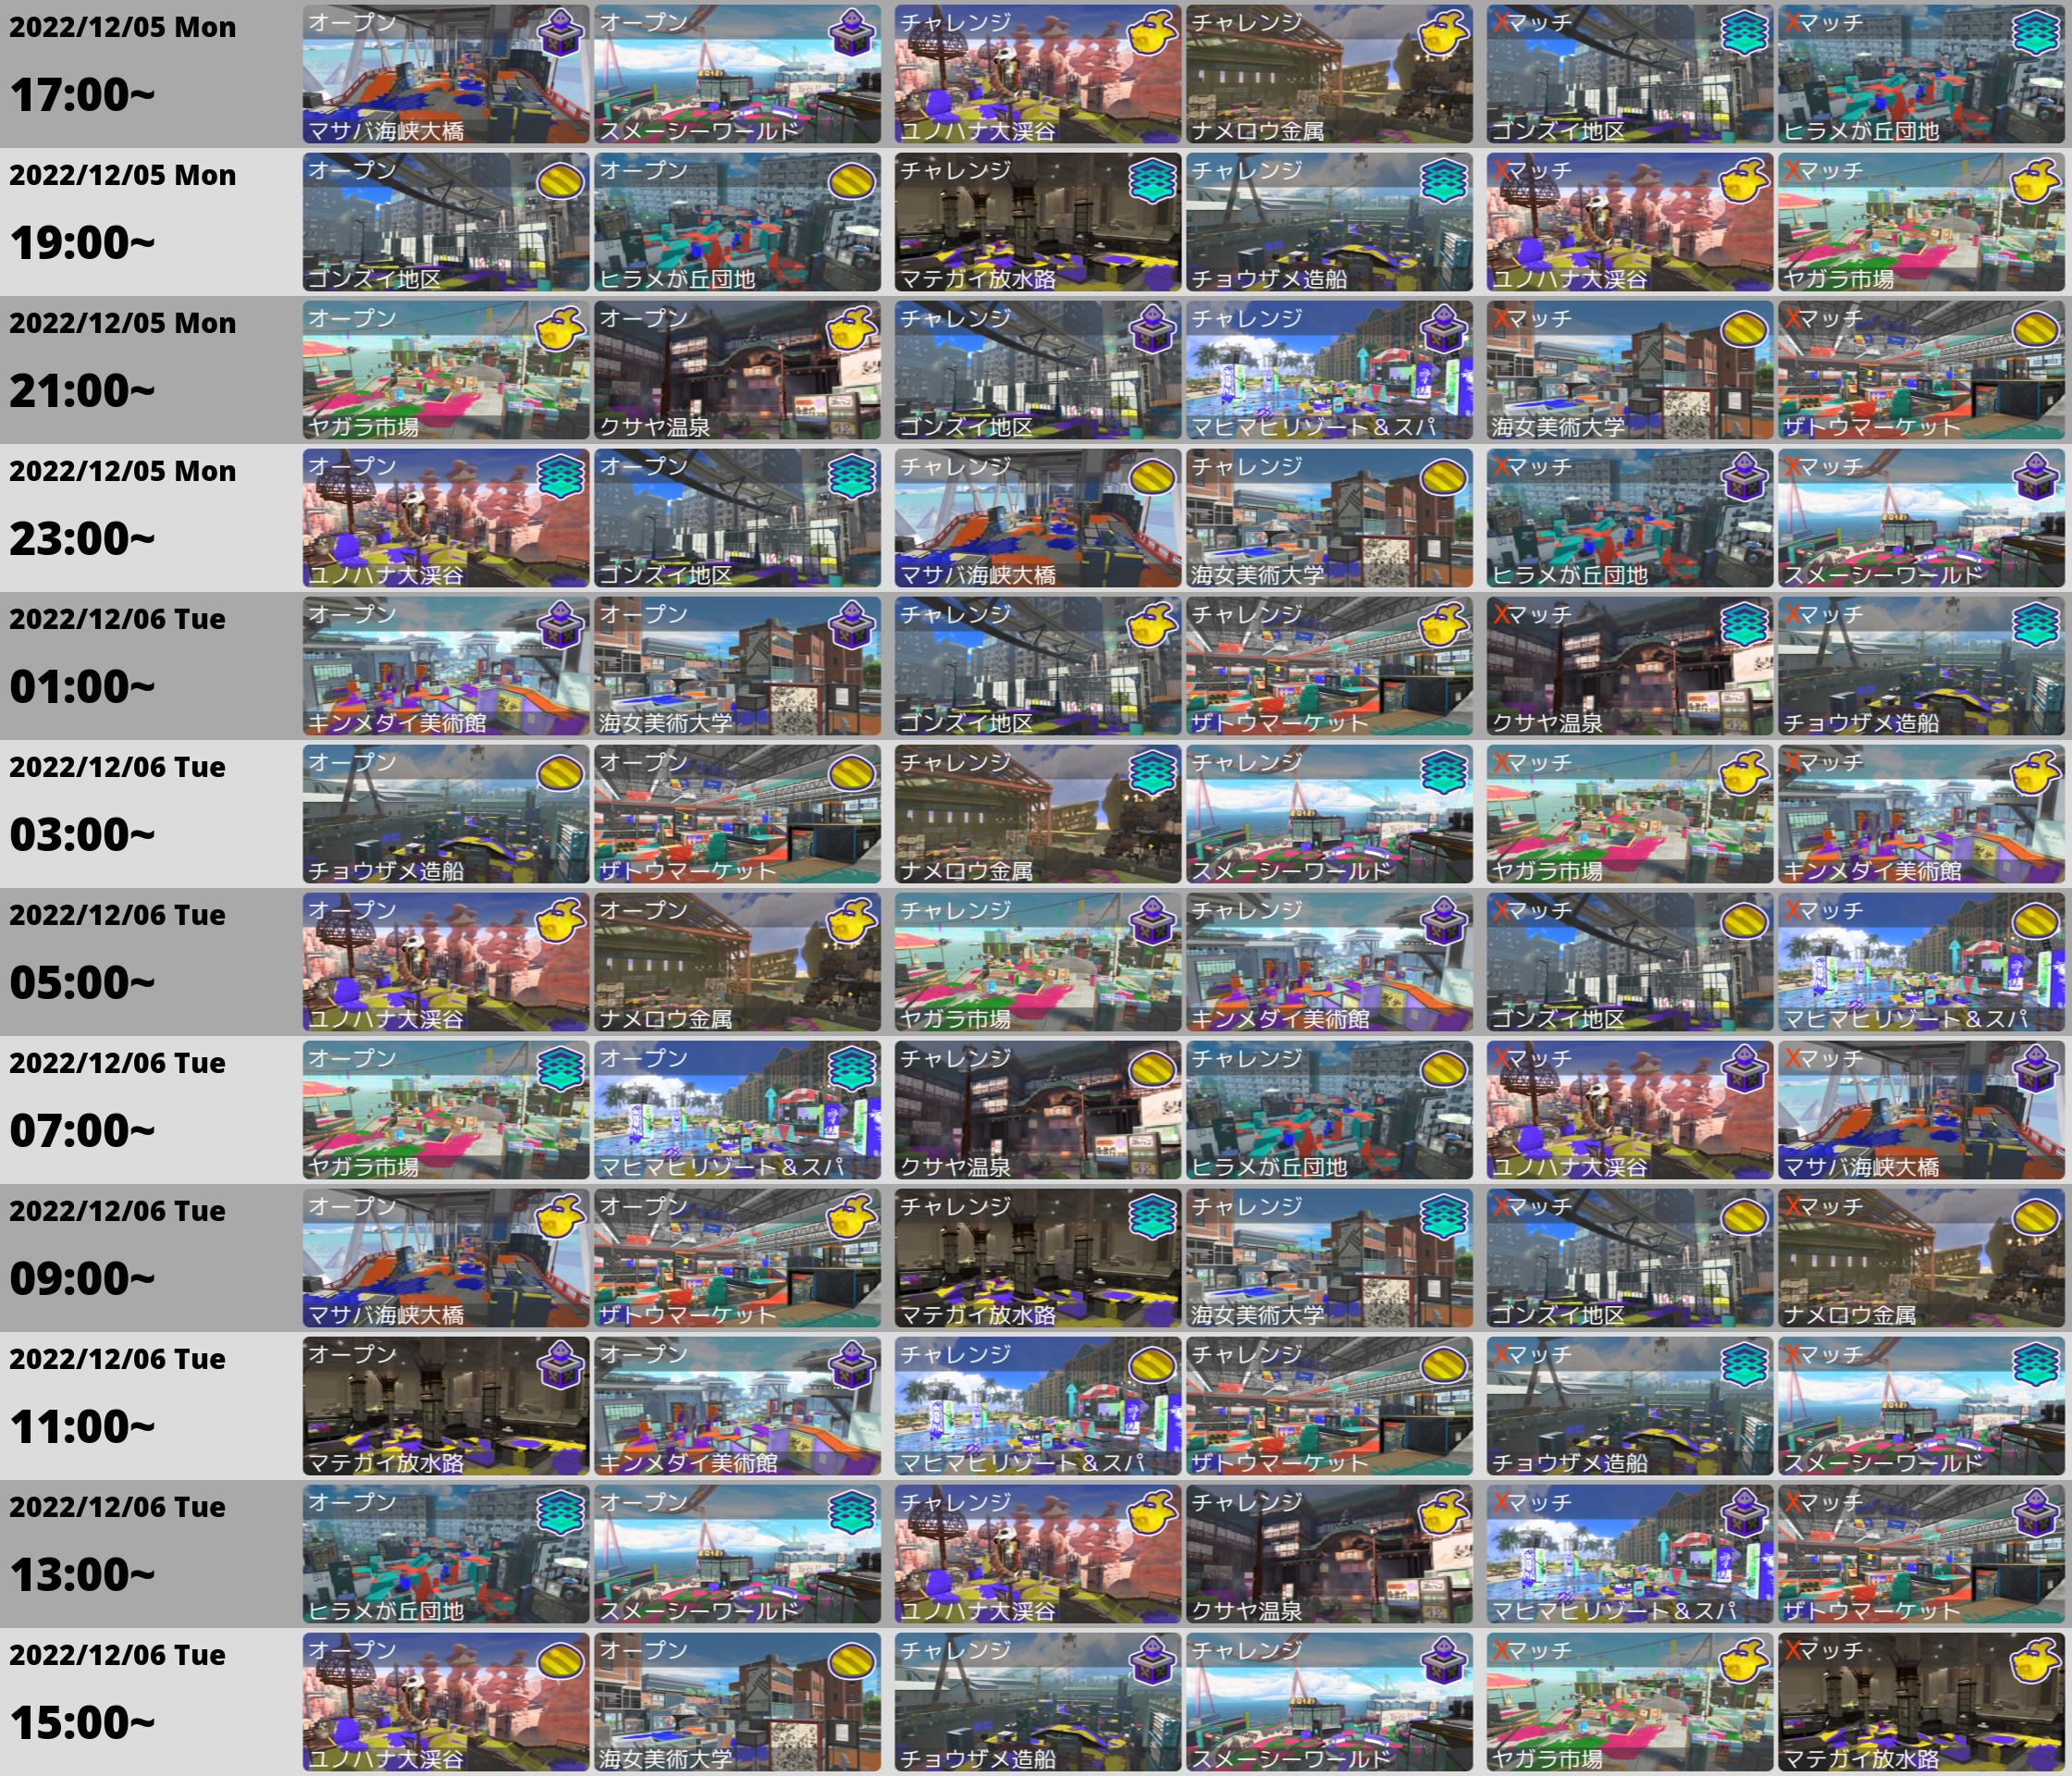 2022/12/05 Mon
17:00~
オープン オープン チャレンジ チャレンジ Xマッチ Xマッチ
マサバ海峡大橋 スメーシーワールド ユノハナ大渓谷 ナメロウ金属 ゴンズイ地区 ヒラメが丘団地
2022/12/05 Mon
19:00~
オープン オープン チャレンジ チャレンジ Xマッチ Xマッチ
ゴンズイ地区 ヒラメが丘団地 マテガイ放水路 チョウザメ造船 ユノハナ大渓谷 ヤガラ市場
2022/12/05 Mon
21:00~
オープン オープン チャレンジ チャレンジ Xマッチ Xマッチ
ヤガラ市場 クサヤ温泉 ゴンズイ地区 マヒマヒリゾート&スパ 海女美術大学 ザトウマーケット
2022/12/05 Mon
23:00~
オープン オープン チャレンジ チャレンジ Xマッチ Xマッチ
ユノハナ大渓谷 ゴンズイ地区 マサバ海峡大橋 海女美術大学 ヒラメが丘団地 スメーシーワールド
2022/12/06 Tue
01:00~
オープン オープン チャレンジ チャレンジ Xマッチ Xマッチ
キンメダイ美術館 海女美術大学 ゴンズイ地区 ザトウマーケット クサヤ温泉 チョウザメ造船
2022/12/06 Tue
03:00~
オープン オープン チャレンジ チャレンジ Xマッチ Xマッチ
チョウザメ造船 ザトウマーケット ナメロウ金属 スメーシーワールド ヤガラ市場 キンメダイ美術館
2022/12/06 Tue
05:00~
オープン オープン チャレンジ チャレンジ Xマッチ Xマッチ
ユノハナ大渓谷 ナメロウ金属 ヤガラ市場 キンメダイ美術館 ゴンズイ地区 マヒマヒリゾート&スパ
2022/12/06 Tue
07:00~
オープン オープン チャレンジ チャレンジ Xマッチ Xマッチ
ヤガラ市場 マヒマヒリゾート&スパ クサヤ温泉 ヒラメが丘団地 ユノハナ大渓谷 マサバ海峡大橋
2022/12/06 Tue
09:00~
オープン オープン チャレンジ チャレンジ Xマッチ Xマッチ
マサバ海峡大橋 ザトウマーケット マテガイ放水路 海女美術大学 ゴンズイ地区 ナメロウ金属
2022/12/06 Tue
11:00~
オープン オープン チャレンジ チャレンジ Xマッチ Xマッチ
マテガイ放水路 キンメダイ美術館 マヒマヒリゾート&スパ ザトウマーケット チョウザメ造船 スメーシーワールド
2022/12/06 Tue
13:00~
オープン オープン チャレンジ チャレンジ Xマッチ Xマッチ
ヒラメが丘団地 スメーシーワールド ユノハナ大渓谷 クサヤ温泉 マヒマヒリゾート&スパ ザトウマーケット
2022/12/06 Tue
15:00~
オープン オープン チャレンジ チャレンジ Xマッチ Xマッチ
ユノハナ大渓谷 海女美術大学 チョウザメ造船 スメーシーワールド ヤガラ市場 マテガイ放水路